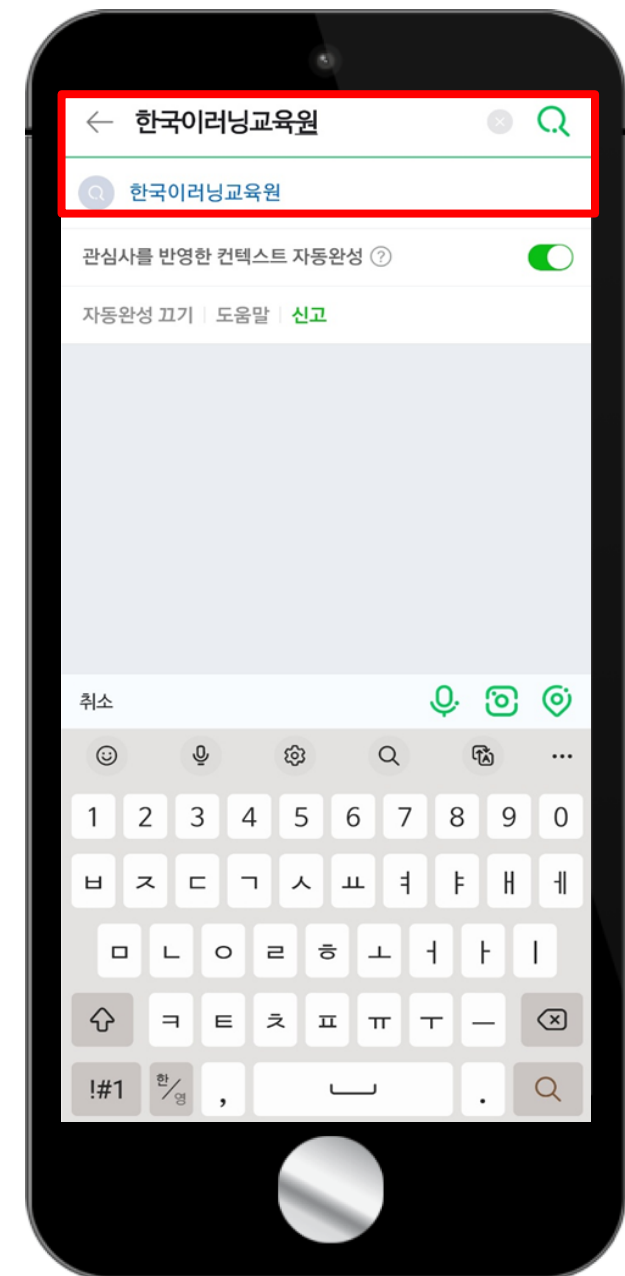 한국이러닝교육원
한국이러닝교육원
관심사를 반영한 컨텍스트 자동완성 ?
자동완성 끄기 | 도움말 | 신고
취소
1 2 3 4 5 6 7 8 9 0
ㅂ ㅈ ㄷ ㄱ ㅅ ㅛ ㅕ ㅑ ㅐ ㅔ
ㅁ ㄴ ㅇ ㄹ ㅎ ㅗ ㅓ ㅏ ㅣ
ㅋ ㅌ ㅊ ㅍ ㅠ ㅜ ㅡ
!#1 한/영 , .